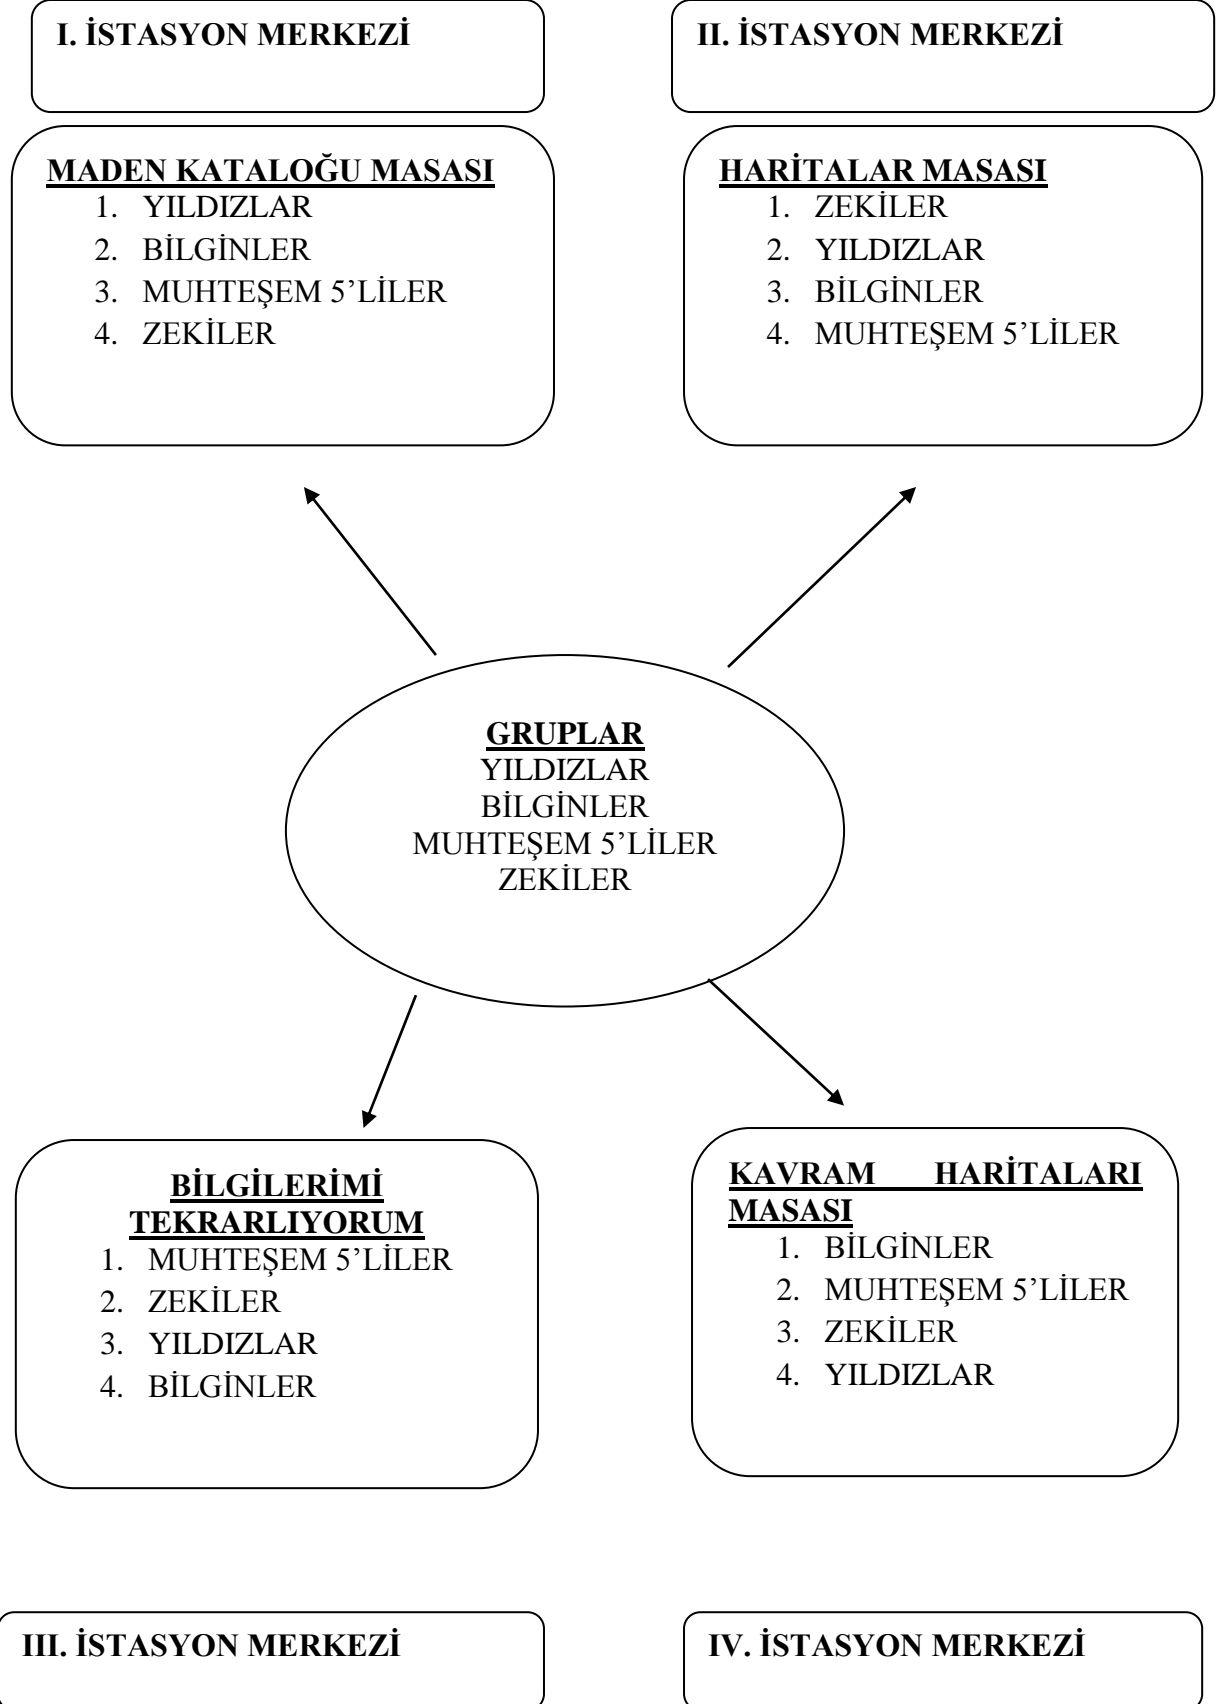 I. İSTASYON MERKEZİ
II. İSTASYON MERKEZİ
MADEN KATALOĞU MASASI
1. YILDIZLAR
2. BİLGİNLER
3. MUHTEŞEM 5’LİLER
4. ZEKİLER
HARİTALAR MASASI
1. ZEKİLER
2. YILDIZLAR
3. BİLGİNLER
4. MUHTEŞEM 5’LİLER
GRUPLAR
YILDIZLAR
BİLGİNLER
MUHTEŞEM 5’LİLER
ZEKİLER
BİLGİLERİMİ
TEKRARLIYORUM
1. MUHTEŞEM 5’LİLER
2. ZEKİLER
3. YILDIZLAR
4. BİLGİNLER
KAVRAM HARİTALARI
MASASI
1. BİLGİNLER
2. MUHTEŞEM 5’LİLER
3. ZEKİLER
4. YILDIZLAR
III. İSTASYON MERKEZİ
IV. İSTASYON MERKEZİ